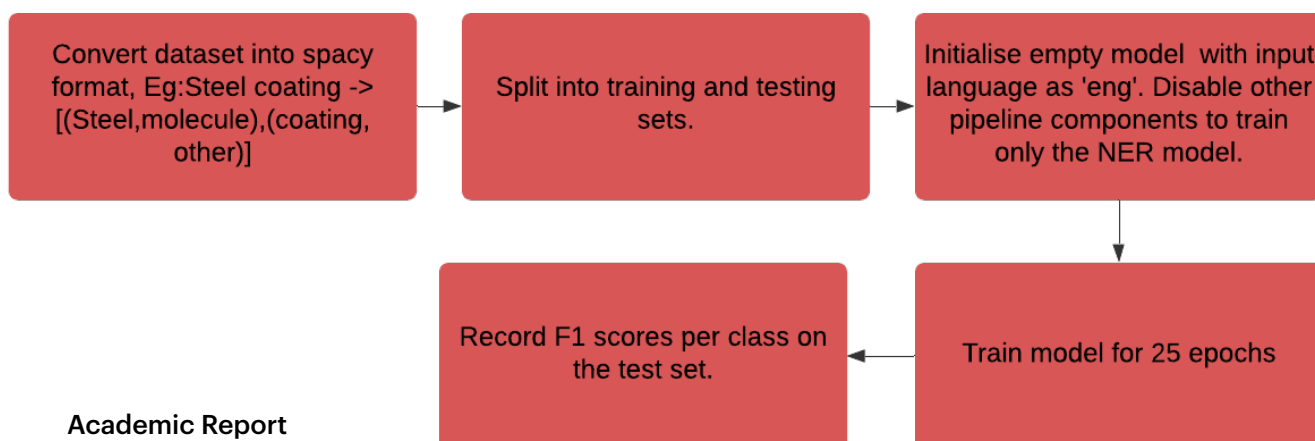 Convert dataset into spacy
format, Eg:Steel coating ->
[(Steel,molecule),(coating,
other)]
Split into training and testing
sets.
Initialise empty model with input
language as 'eng'. Disable other
pipeline components to train
only the NER model.
Train model for 25 epochs
Record F1 scores per class on
the test set.
Academic Report